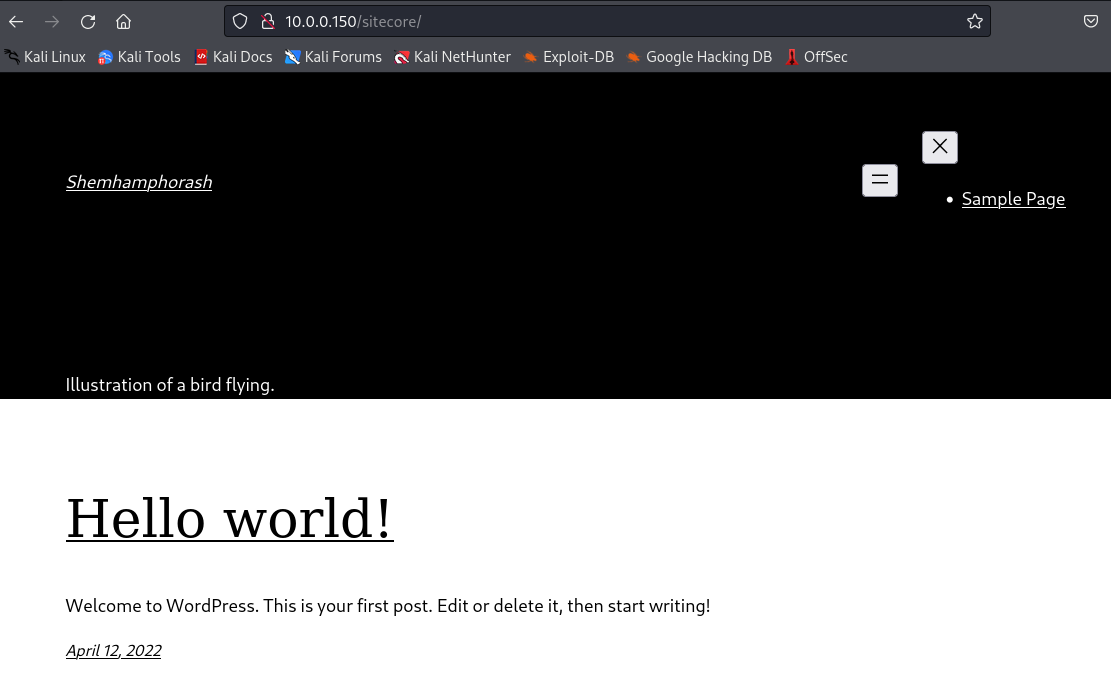 10.0.0.150/sitecore/
Kali Linux Kali Tools Kali Docs Kali Forums Kali NetHunter Exploit-DB Google Hacking DB OffSec
Shemhamphorash
Sample Page
Illustration of a bird flying.
Hello world!
Welcome to WordPress. This is your first post. Edit or delete it, then start writing!
April 12, 2022